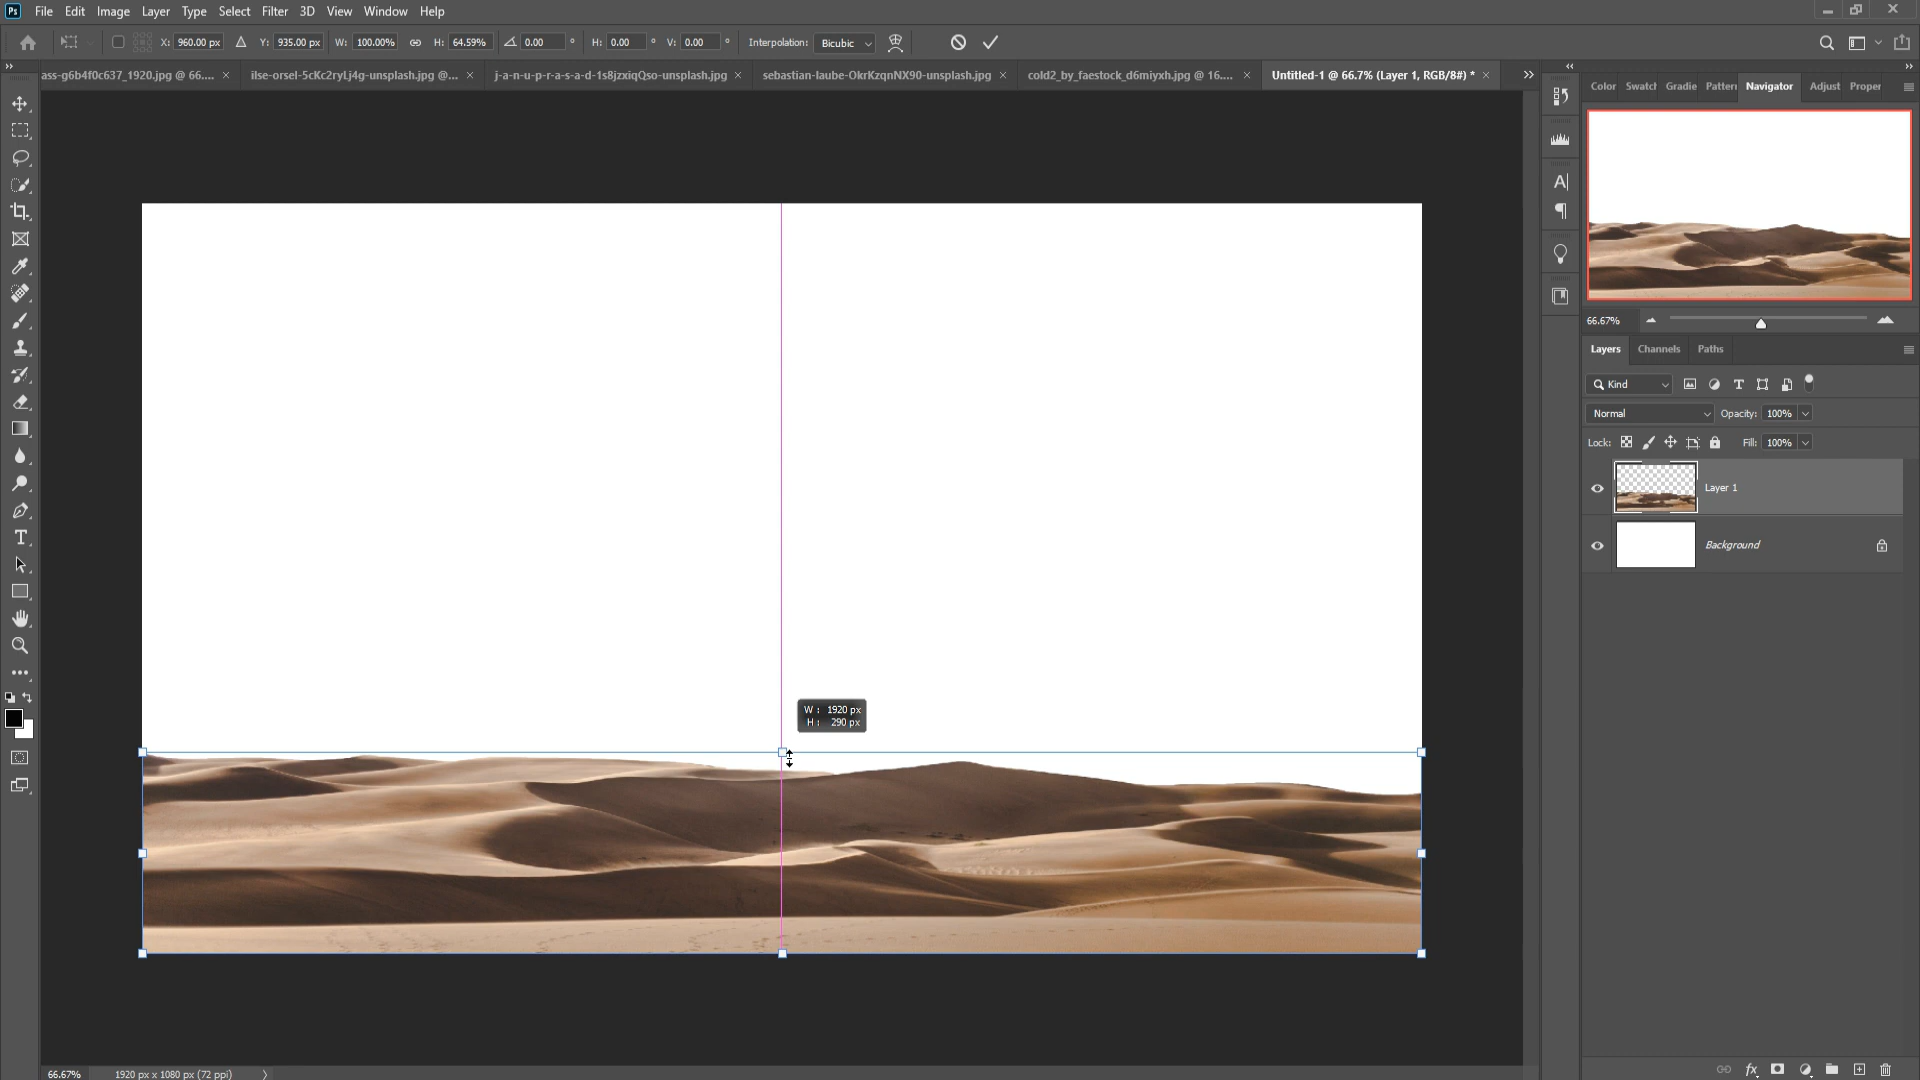 Ps File Edit Image Layer Type Select Filter 3D View Window Help
X: 960.00 px Y: 935.00 px W: 100.00% H: 64.59% 0.00 ° H: 0.00 ° V: 0.00 ° Interpolation: Bicubic
ass-g6b4f0c637_1920.jpg @ 66.... × ilse-orsel-5cKc2ryLj4g-unsplash.jpg @... × j-a-n-u-p-r-a-s-a-d-1s8jzxiqQso-unsplash.jpg × sebastian-laube-OkrKzqnNX90-unsplash.jpg × cold2_by_faestock_d6miyxh.jpg @ 16.... × Untitled-1 @ 66.7% (Layer 1, RGB/8#) * ×
Color Swatch Gradie Pattern Navigator Adjust Proper
66.67%
Layers Channels Paths
Kind
Normal Opacity: 100%
Lock: Fill: 100%
Layer 1
Background
W : 1920 px
H : 290 px
66.67% 1920 px x 1080 px (72 ppi)